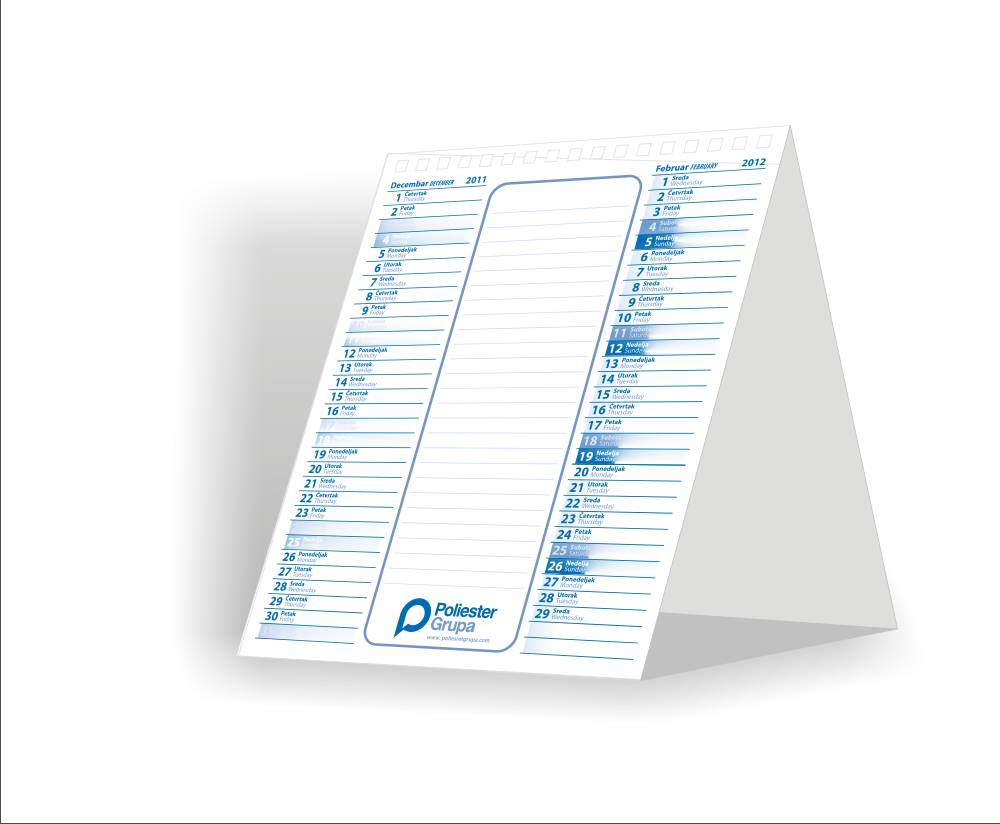 Decembar DECEMBER 2011
1 Četvrtak
Thursday
2 Petak
Friday
4
5 Ponedeljak
Monday
6 Utorak
Tuesday
7 Sreda
Wednesday
8 Četvrtak
Thursday
9 Petak
Friday
12 Ponedeljak
Monday
13 Utorak
Tuesday
14 Sreda
Wednesday
15 Četvrtak
Thursday
16 Petak
Friday
18
19 Ponedeljak
Monday
20 Utorak
Tuesday
21 Sreda
Wednesday
22 Četvrtak
Thursday
23 Petak
Friday
25
26 Ponedeljak
Monday
27 Utorak
Tuesday
28 Sreda
Wednesday
29 Četvrtak
Thursday
30 Petak
Friday
Poliester
Grupa
www.poliestergrupa.com
Februar FEBRUARY 2012
1 Sreda
Wednesday
2 Četvrtak
Thursday
3 Petak
Friday
4 Subota
Saturday
5 Nedelja
Sunday
6 Ponedeljak
Monday
7 Utorak
Tuesday
8 Sreda
Wednesday
9 Četvrtak
Thursday
10 Petak
Friday
11 Subota
Saturday
12 Nedelja
Sunday
13 Ponedeljak
Monday
14 Utorak
Tuesday
15 Sreda
Wednesday
16 Četvrtak
Thursday
17 Petak
Friday
18 Subota
Saturday
19 Nedelja
Sunday
20 Ponedeljak
Monday
21 Utorak
Tuesday
22 Sreda
Wednesday
23 Četvrtak
Thursday
24 Petak
Friday
25 Subota
Saturday
26 Nedelja
Sunday
27 Ponedeljak
Monday
28 Utorak
Tuesday
29 Sreda
Wednesday